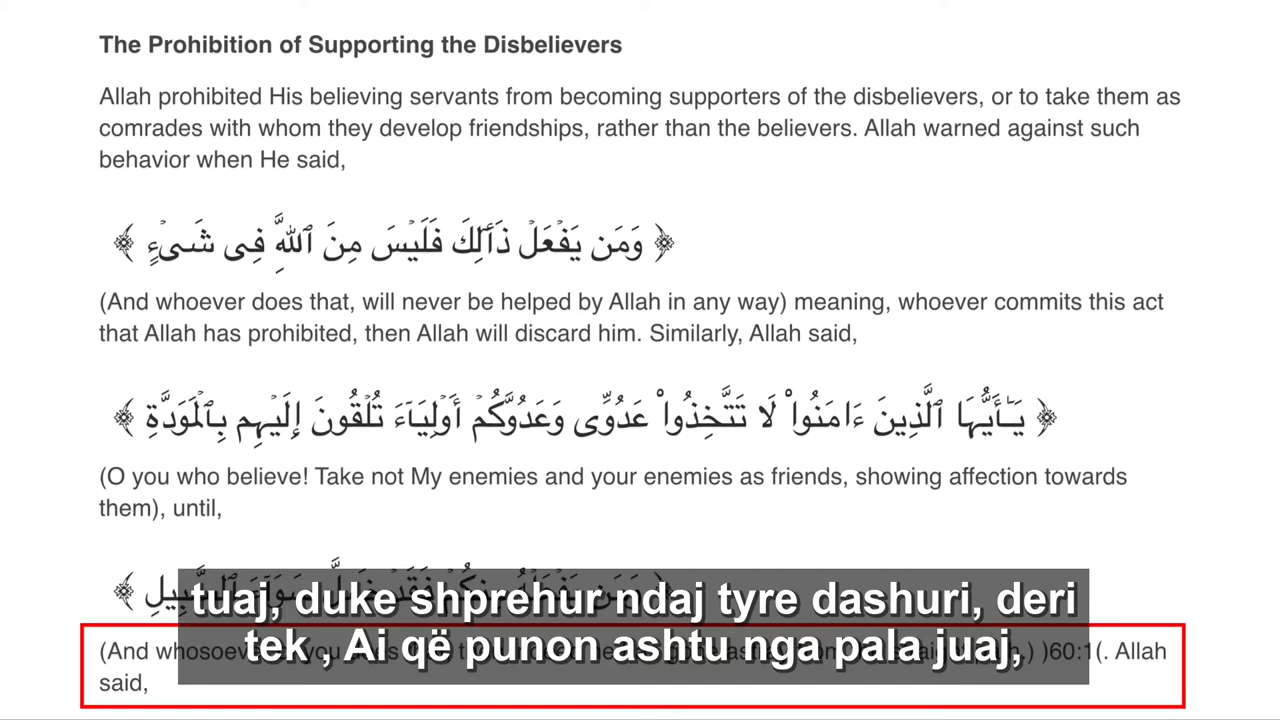 The Prohibition of Supporting the Disbelievers
Allah prohibited His believing servants from becoming supporters of the disbelievers, or to take them as
comrades with whom they develop friendships, rather than the believers. Allah warned against such
behavior when He said,
﴿ وَمَن يَفْعَلْ ذَٲلِكَ فَلَيْسَ مِنَ ٱللَّهِ فِى شَىْءٍ ﴾
(And whoever does that, will never be helped by Allah in any way) meaning, whoever commits this act
that Allah has prohibited, then Allah will discard him. Similarly, Allah said,
﴿ يَـٰٓأَيُّہَا ٱلَّذِينَ ءَامَنُواْ لَا تَتَّخِذُواْ عَدُوِّى وَعَدُوَّكُمْ أَوْلِيَآءَ تُلْقُونَ إِلَيْہِم بِٱلْمَوَدَّةِ ﴾
(O you who believe! Take not My enemies and your enemies as friends, showing affection towards
them), until,
tuaj, duke shprehur ndaj tyre dashuri, deri
tek , Ai që punon ashtu nga pala juaj,
(And )60:1(. Allah
said,